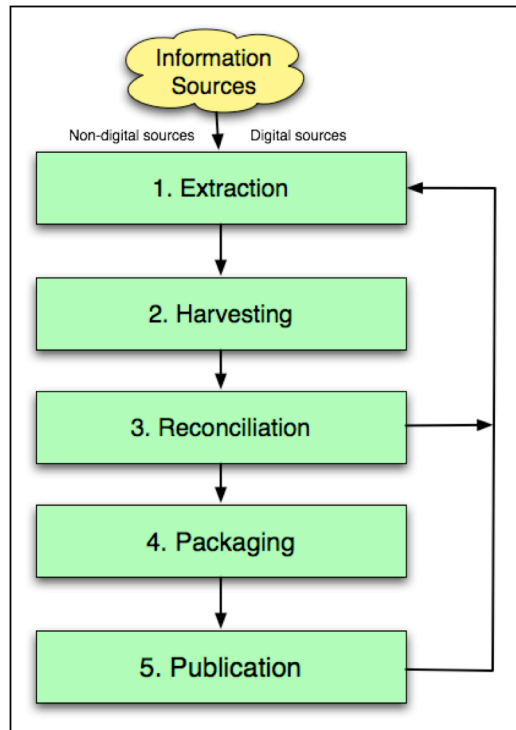 Information
Sources
Non-digital sources Digital sources
1. Extraction
2. Harvesting
3. Reconciliation
4. Packaging
5. Publication